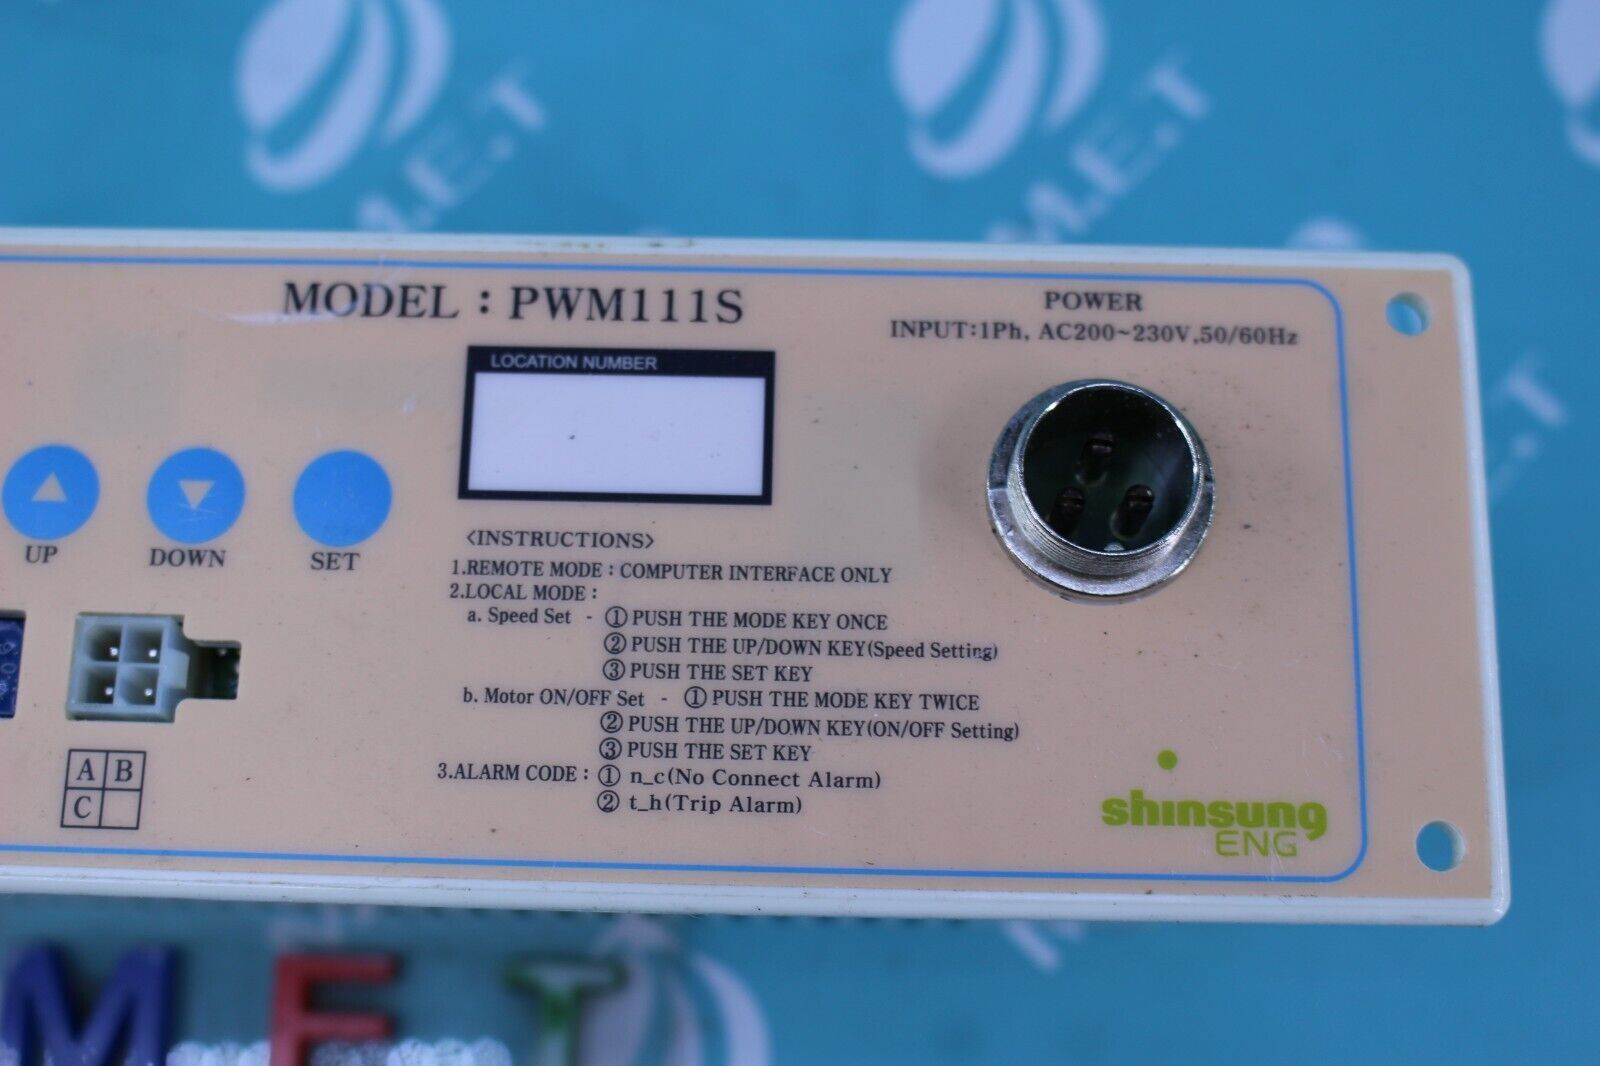 M.E.T
M.E.T
MODEL : PWM111S
POWER
INPUT:1Ph, AC200~230V,50/60Hz
LOCATION NUMBER
UP
DOWN
SET
<INSTRUCTIONS>
1.REMOTE MODE : COMPUTER INTERFACE ONLY
2.LOCAL MODE :
a. Speed Set - ① PUSH THE MODE KEY ONCE
② PUSH THE UP/DOWN KEY(Speed Setting)
③ PUSH THE SET KEY
b. Motor ON/OFF Set - ① PUSH THE MODE KEY TWICE
② PUSH THE UP/DOWN KEY(ON/OFF Setting)
③ PUSH THE SET KEY
3.ALARM CODE : ① n_c(No Connect Alarm)
② t_h(Trip Alarm)
A B
C
shinsung
ENG
M E T